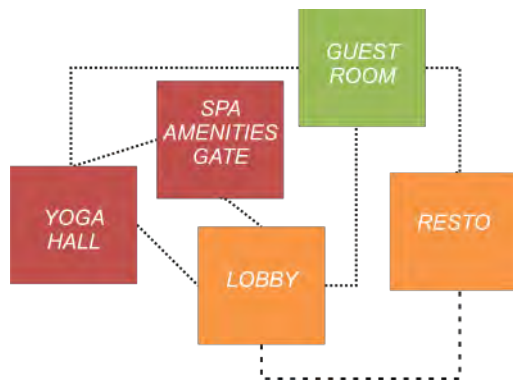 GUEST
ROOM
SPA
AMENITIES
GATE
YOGA
HALL
RESTO
LOBBY